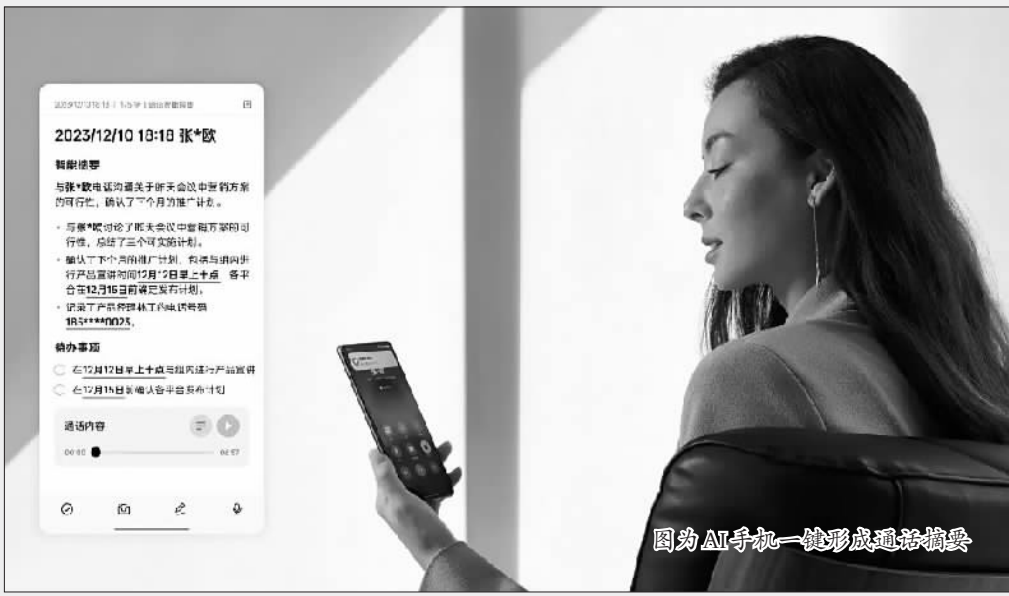 2023/12/10 18:18 张*欧
智能摘要
与张*欧电话沟通关于昨天会议中营销方案
的可行性，确认了下个月的推广计划。
与张*欧讨论了昨天会议中营销方案的可
行性，总结了三个可实施计划。
确认了下个月的推广计划，包括与组内进
行产品宣讲时间12月12日早上十点，各平
台在12月15日前确定发布计划。
记录了产品经理林工的电话号码
185****0023。
待办事项
在12月12日早上十点与组内进行产品宣讲
在12月15日前确认各平台发布计划
通话内容
图为AI手机一键形成通话摘要